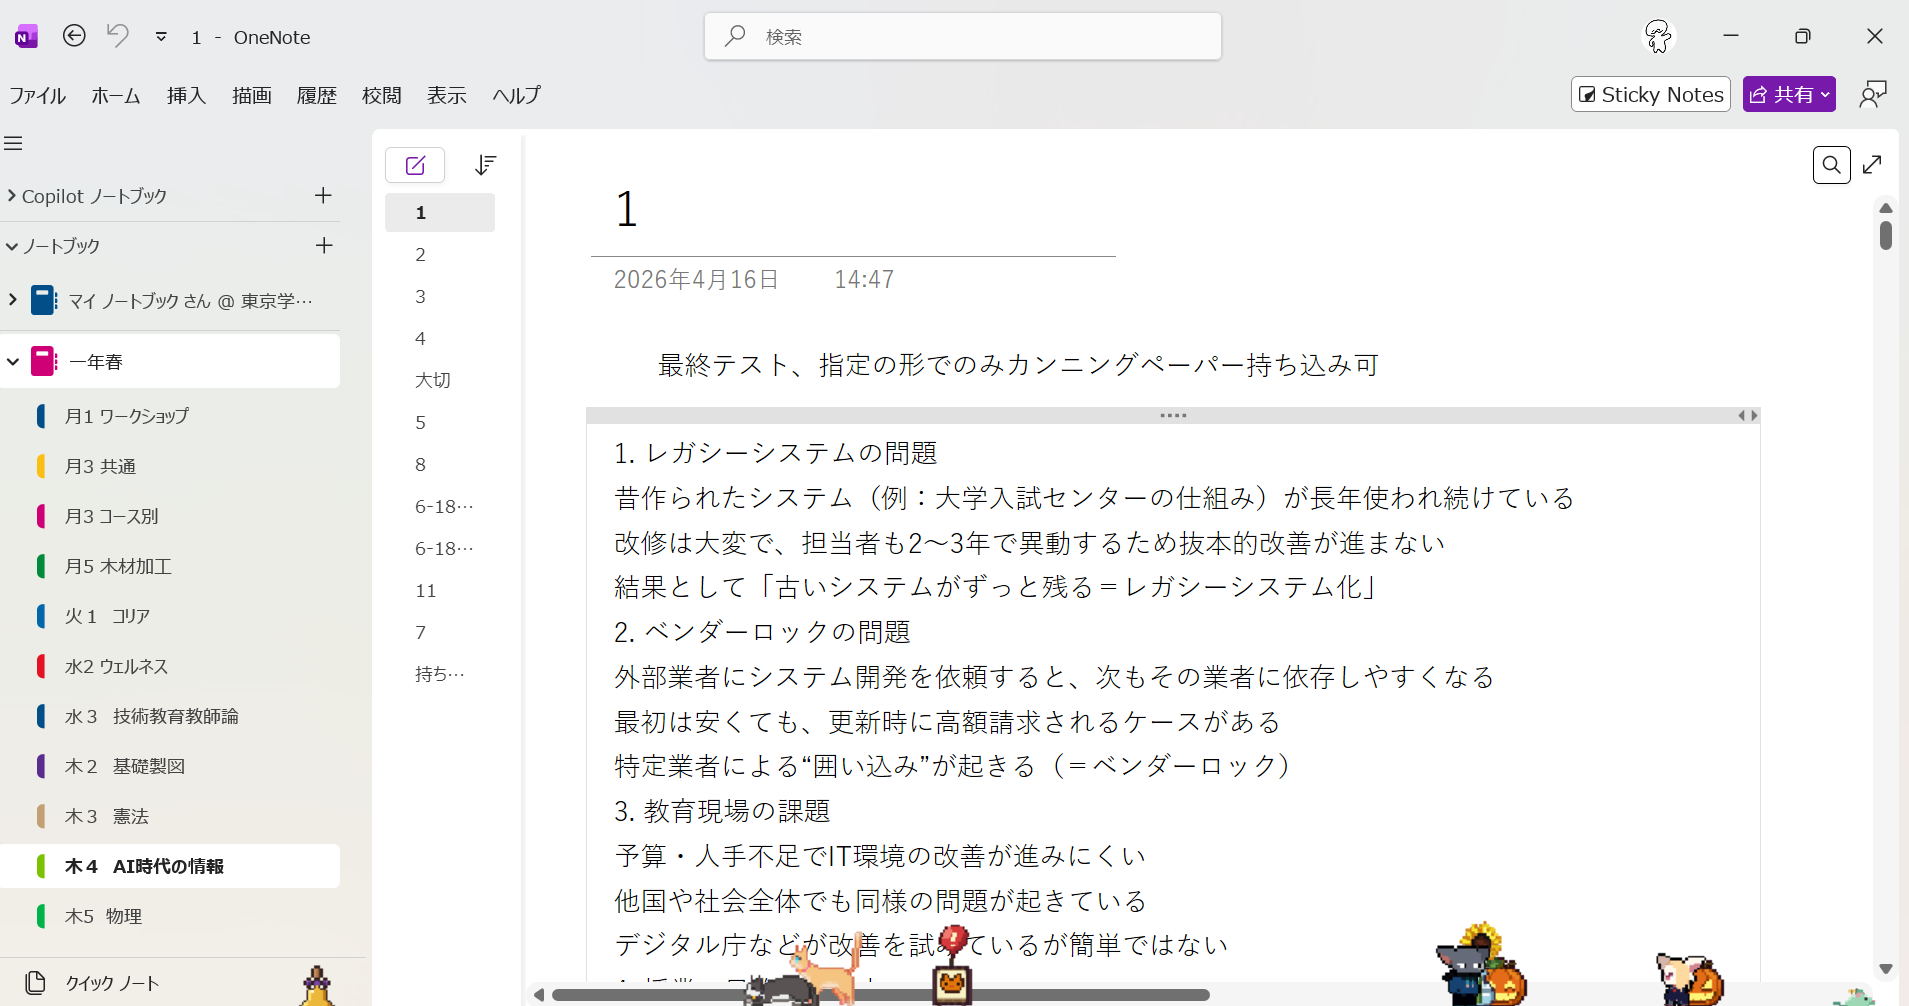 1 - OneNote
検索
ファイル ホーム 挿入 描画 履歴 校閲 表示 ヘルプ
Sticky Notes
共有
Copilot ノートブック
ノートブック
マイ ノートブック さん @ 東京学…
一年春
月1 ワークショップ
月3 共通
月3 コース別
月5 木材加工
火１ コリア
水2 ウェルネス
水３ 技術教育教師論
木２ 基礎製図
木３ 憲法
木４ AI時代の情報
木5 物理
クイック ノート
1
2
3
4
大切
5
8
6-18…
6-18…
11
7
持ち…
1
2026年4月16日 14:47
最終テスト、指定の形でのみカンニングペーパー持ち込み可
1. レガシーシステムの問題
昔作られたシステム（例：大学入試センターの仕組み）が長年使われ続けている
改修は大変で、担当者も2～3年で異動するため抜本的改善が進まない
結果として「古いシステムがずっと残る＝レガシーシステム化」
2. ベンダーロックの問題
外部業者にシステム開発を依頼すると、次もその業者に依存しやすくなる
最初は安くても、更新時に高額請求されるケースがある
特定業者による“囲い込み”が起きる（＝ベンダーロック）
3. 教育現場の課題
予算・人手不足でIT環境の改善が進みにくい
他国や社会全体でも同様の問題が起きている
デジタル庁などが改善を試みているが簡単ではない